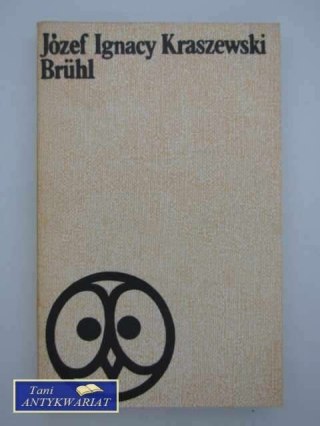 Józef Ignacy Kraszewski
Brühl
Tani
ANTYKWARIAT